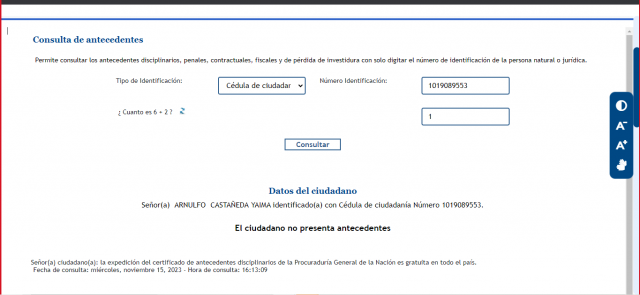 Consulta de antecedentes
Permite consultar los antecedentes disciplinarios, penales, contractuales, fiscales y de pérdida de investidura con solo digitar el número de identificación de la persona natural o jurídica.
Tipo de Identificación: Cédula de ciudadar Número Identificación: 1019089553
¿ Cuanto es 6 + 2 ? 1
Consultar
Datos del ciudadano
Señor(a) ARNULFO CASTAÑEDA YAIMA Identificado(a) con Cédula de ciudadanía Número 1019089553.
El ciudadano no presenta antecedentes
Señor(a) ciudadano(a): la expedición del certificado de antecedentes disciplinarios de la Procuraduría General de la Nación es gratuita en todo el país.
Fecha de consulta: miércoles, noviembre 15, 2023 - Hora de consulta: 16:13:09
A-
A+